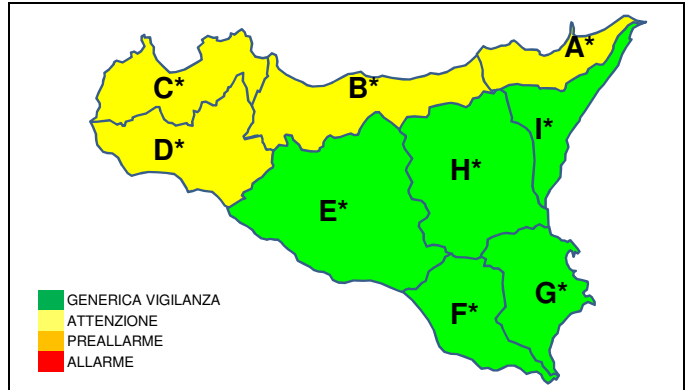 A*
C*
B*
I*
D*
H*
E*
G*
F*
GENERICA VIGILANZA
ATTENZIONE
PREALLARME
ALLARME